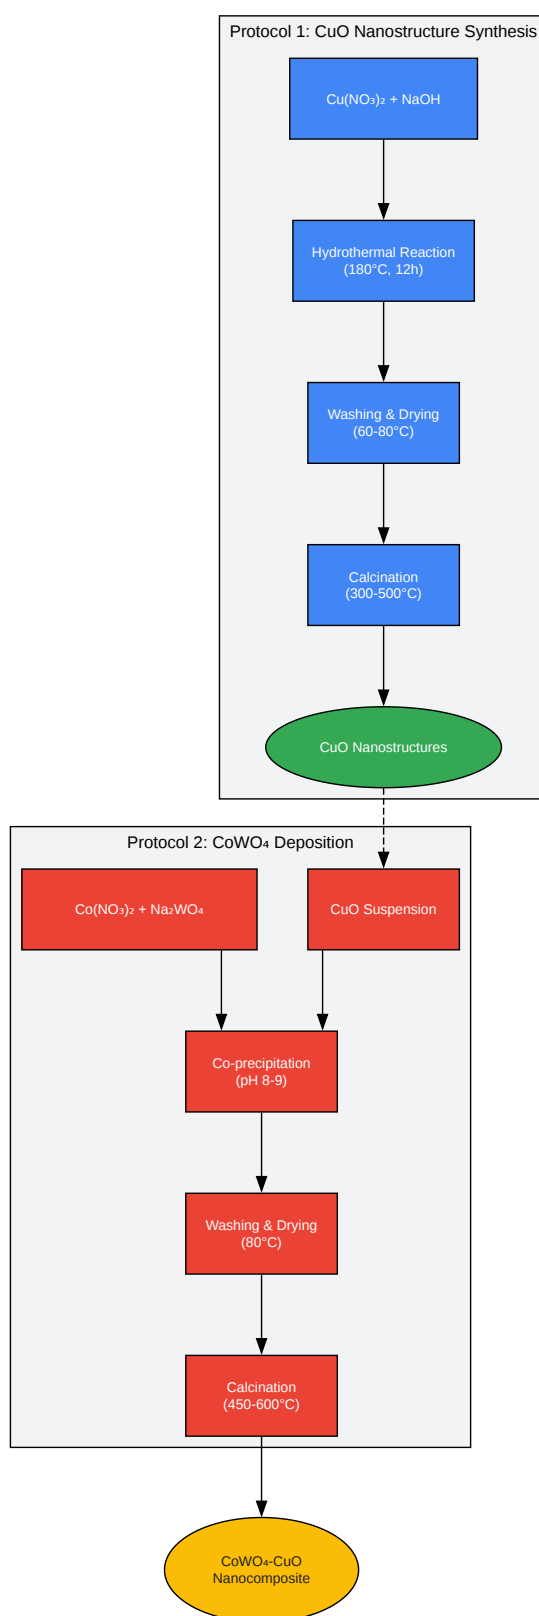 Protocol 1: CuO Nanostructure Synthesis
Cu(NO₃)₂ + NaOH
Hydrothermal Reaction
(180°C, 12h)
Washing & Drying
(60-80°C)
Calcination
(300-500°C)
CuO Nanostructures
Protocol 2: CoWO₄ Deposition
Co(NO₃)₂ + Na₂WO₄
CuO Suspension
Co-precipitation
(pH 8-9)
Washing & Drying
(80°C)
Calcination
(450-600°C)
CoWO₄-CuO
Nanocomposite